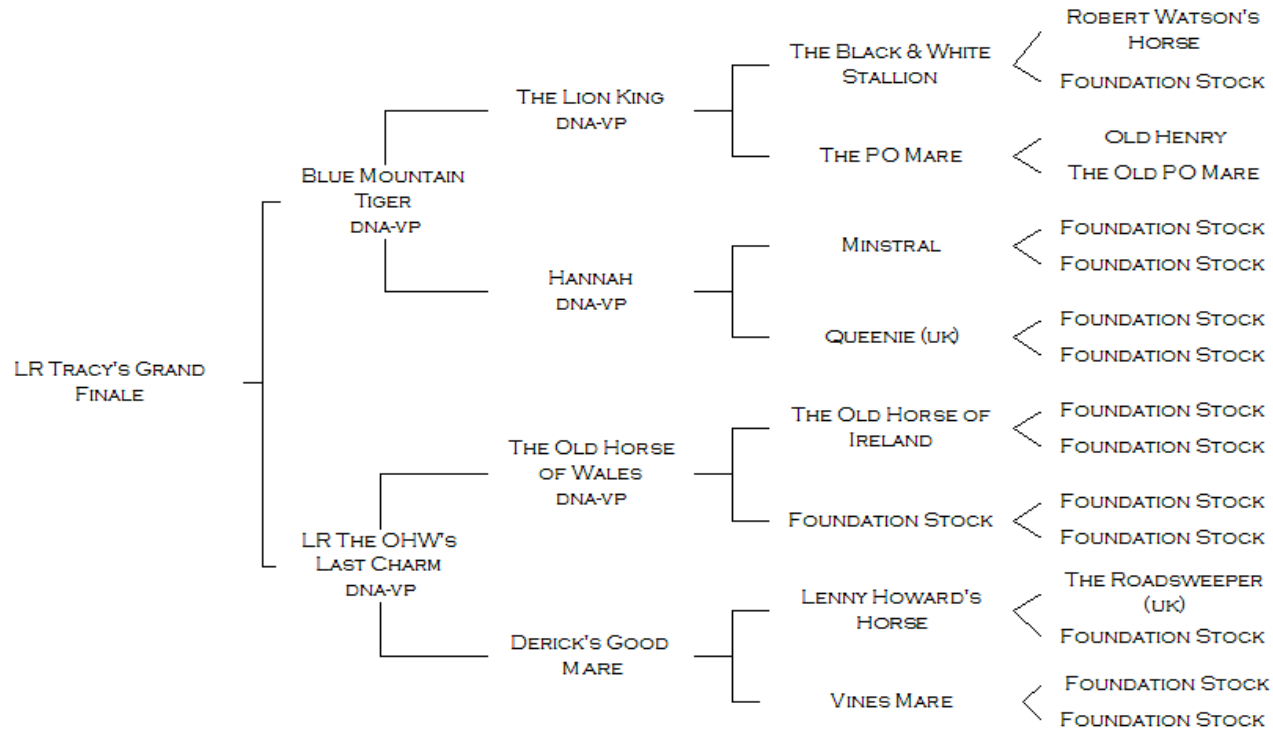 Robert Watson's
Horse
The Black & White
Stallion
Foundation Stock
The Lion King
DNA-VP
Old Henry
The PO Mare
The Old PO Mare
Blue Mountain
Tiger
DNA-VP
Foundation Stock
Minstral
Foundation Stock
Hannah
DNA-VP
Foundation Stock
Queenie (UK)
Foundation Stock
LR Tracy's Grand
Finale
Foundation Stock
The Old Horse of
Ireland
Foundation Stock
The Old Horse
of Wales
DNA-VP
Foundation Stock
Foundation Stock
Foundation Stock
LR The OHW's
Last Charm
DNA-VP
The Roadsweeper
(UK)
Lenny Howard's
Horse
Foundation Stock
Derick's Good
Mare
Foundation Stock
Vines Mare
Foundation Stock